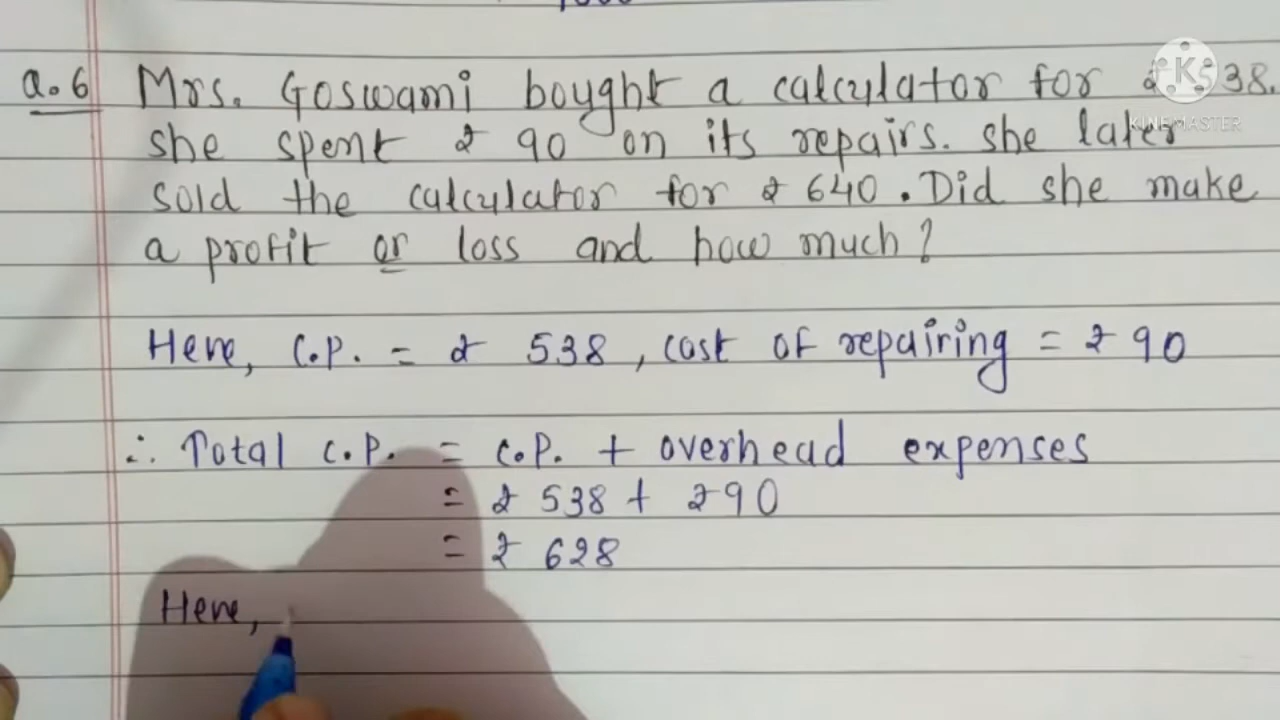 Q.6 Mrs. Goswami bought a calculator for ₹ 538.
she spent ₹ 90 on its repairs. she later
sold the calculator for ₹ 640. Did she make
a profit or loss and how much?
Here, C.P. = ₹ 538, cost of repairing = ₹ 90
∴ Total C.P. = C.P. + overhead expenses
= ₹ 538 + ₹ 90
= ₹ 628
Here,
K
KINEMASTER